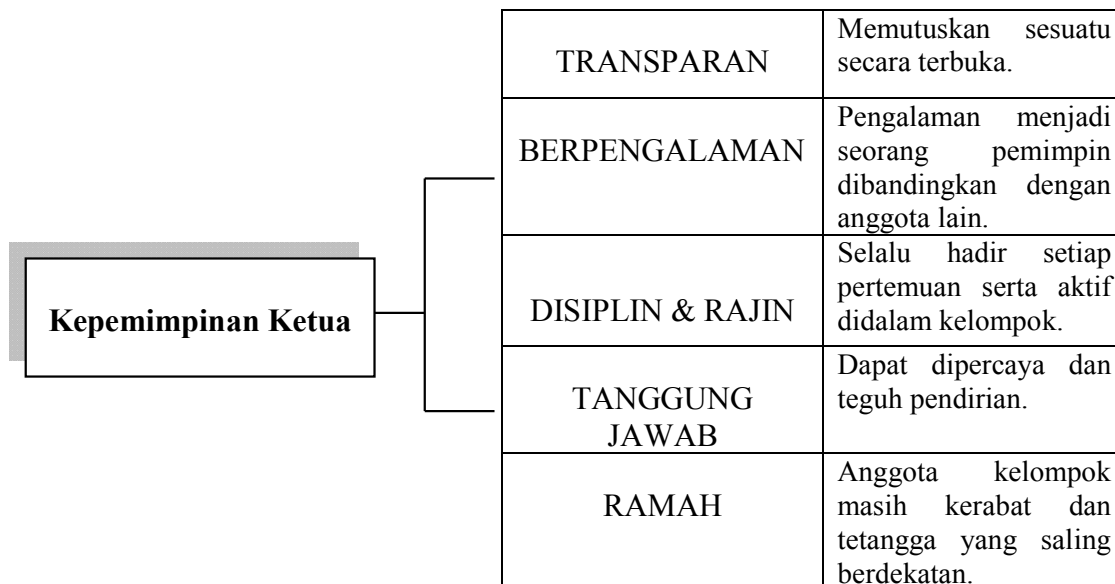 Kepemimpinan Ketua
TRANSPARAN
Memutuskan sesuatu
secara terbuka.
BERPENGALAMAN
Pengalaman menjadi
seorang pemimpin
dibandingkan dengan
anggota lain.
DISIPLIN & RAJIN
Selalu hadir setiap
pertemuan serta aktif
didalam kelompok.
TANGGUNG
JAWAB
Dapat dipercaya dan
teguh pendirian.
RAMAH
Anggota kelompok
masih kerabat dan
tetangga yang saling
berdekatan.